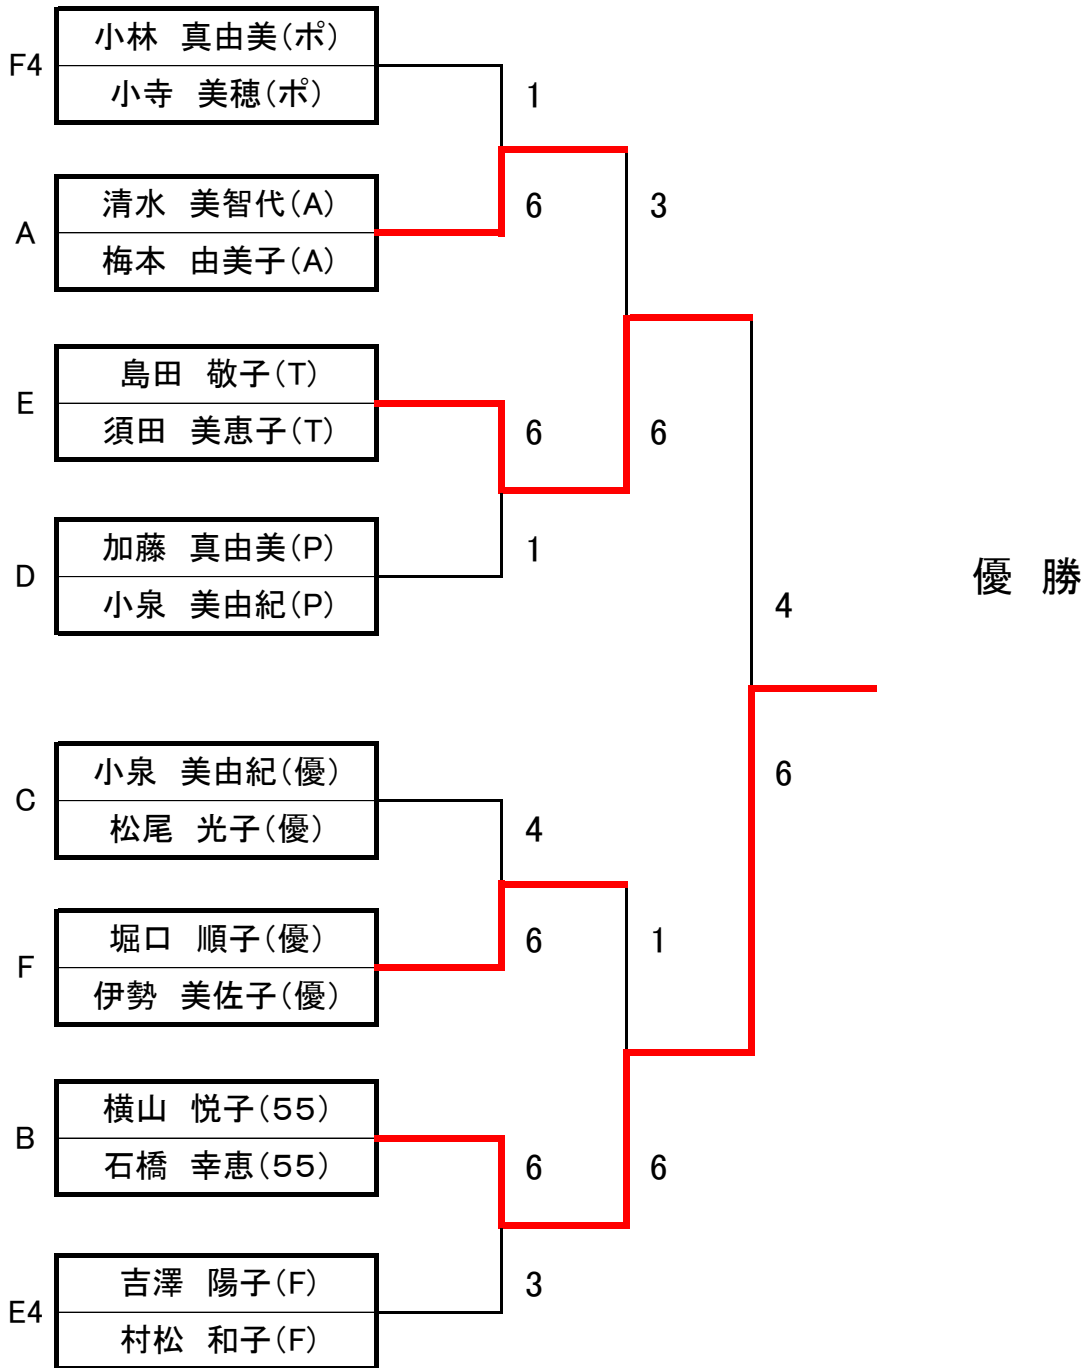 小林 真由美(ポ)
F4
小寺 美穂(ポ)
1
清水 美智代(A)
6
3
A
梅本 由美子(A)
島田 敬子(T)
E
須田 美恵子(T)
6
6
加藤 真由美(P)
1
D
優 勝
小泉 美由紀(P)
4
小泉 美由紀(優)
6
C
松尾 光子(優)
4
堀口 順子(優)
6
1
F
伊勢 美佐子(優)
横山 悦子(55)
B
石橋 幸恵(55)
6
6
吉澤 陽子(F)
3
E4
村松 和子(F)